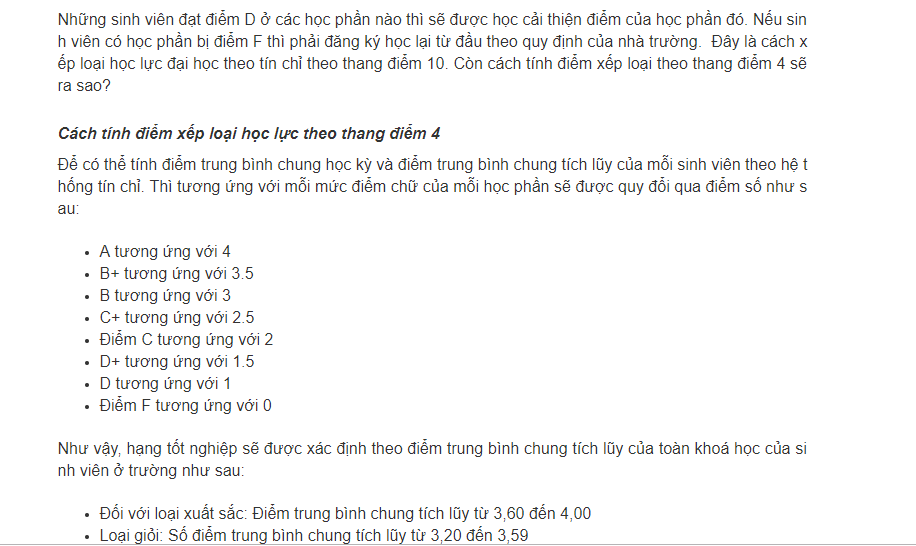 Những sinh viên đạt điểm D ở các học phần nào thì sẽ được học cải thiện điểm của học phần đó. Nếu sin
h viên có học phần bị điểm F thì phải đăng ký học lại từ đầu theo quy định của nhà trường.  Đây là cách x
ếp loại học lực đại học theo tín chỉ theo thang điểm 10. Còn cách tính điểm xếp loại theo thang điểm 4 sẽ
ra sao?
Cách tính điểm xếp loại học lực theo thang điểm 4
Để có thể tính điểm trung bình chung học kỳ và điểm trung bình chung tích lũy của mỗi sinh viên theo hệ t
hống tín chỉ. Thì tương ứng với mỗi mức điểm chữ của mỗi học phần sẽ được quy đổi qua điểm số như s
au:
• A tương ứng với 4
• B+ tương ứng với 3.5
• B tương ứng với 3
• C+ tương ứng với 2.5
• Điểm C tương ứng với 2
• D+ tương ứng với 1.5
• D tương ứng với 1
• Điểm F tương ứng với 0
Như vậy, hạng tốt nghiệp sẽ được xác định theo điểm trung bình chung tích lũy của toàn khoá học của si
nh viên ở trường như sau:
• Đối với loại xuất sắc: Điểm trung bình chung tích lũy từ 3,60 đến 4,00
• Loại giỏi: Số điểm trung bình chung tích lũy từ 3,20 đến 3,59